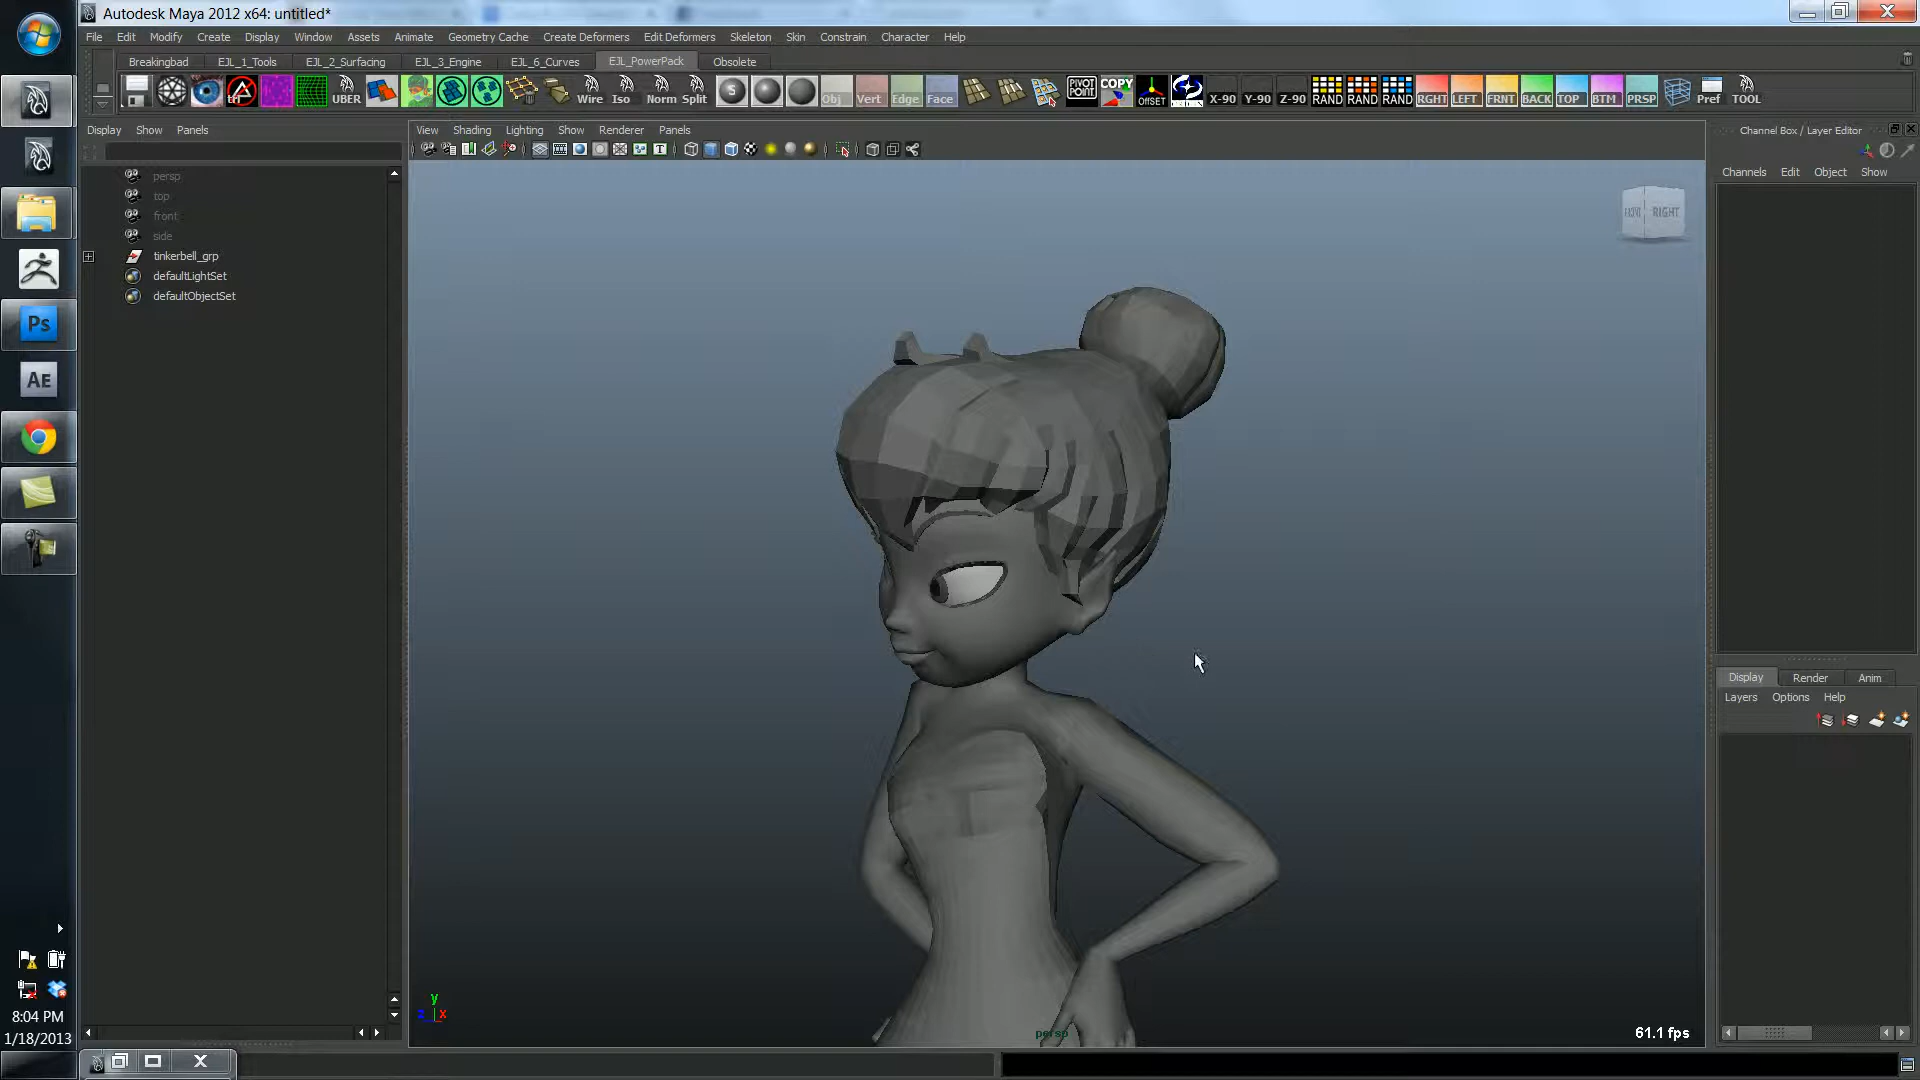 Autodesk Maya 2012 x64: untitled*
File Edit Modify Create Display Window Assets Animate Geometry Cache Create Deformers Edit Deformers Skeleton Skin Constrain Character Help
Breakingbad EJL_1_Tools EJL_2_Surfacing EJL_3_Engine EJL_6_Curves EJL_PowerPack Obsolete
tri UBER Wire Iso Norm Split S Obj Vert Edge Face PIVOT POINT COPY OFFSET X-90 Y-90 Z-90 RAND RAND RAND RGHT LEFT FRNT BACK TOP BTM PRSP Pref TOOL
Display Show Panels
View Shading Lighting Show Renderer Panels
Channel Box / Layer Editor
Channels Edit Object Show
persp
top
front
side
tinkerbell_grp
defaultLightSet
defaultObjectSet
FRONT RIGHT
Ps
AE
Display Render Anim
Layers Options Help
y
z x
persp
61.1 fps
8:04 PM
1/18/2013